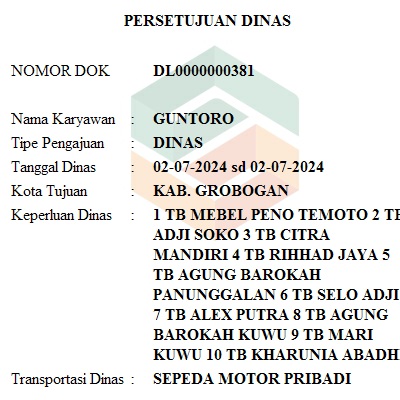 PERSETUJUAN DINAS
NOMOR DOK DL0000000381
Nama Karyawan : GUNTORO
Tipe Pengajuan : DINAS
Tanggal Dinas : 02-07-2024 sd 02-07-2024
Kota Tujuan : KAB. GROBOGAN
Keperluan Dinas : 1 TB MEBEL PENO TEMOTO 2 TB
ADJI SOKO 3 TB CITRA
MANDIRI 4 TB RIHHAD JAYA 5
TB AGUNG BAROKAH
PANUNGGALAN 6 TB SELO ADJI
7 TB ALEX PUTRA 8 TB AGUNG
BAROKAH KUWU 9 TB MARI
KUWU 10 TB KHARUNIA ABADHI
Transportasi Dinas : SEPEDA MOTOR PRIBADI